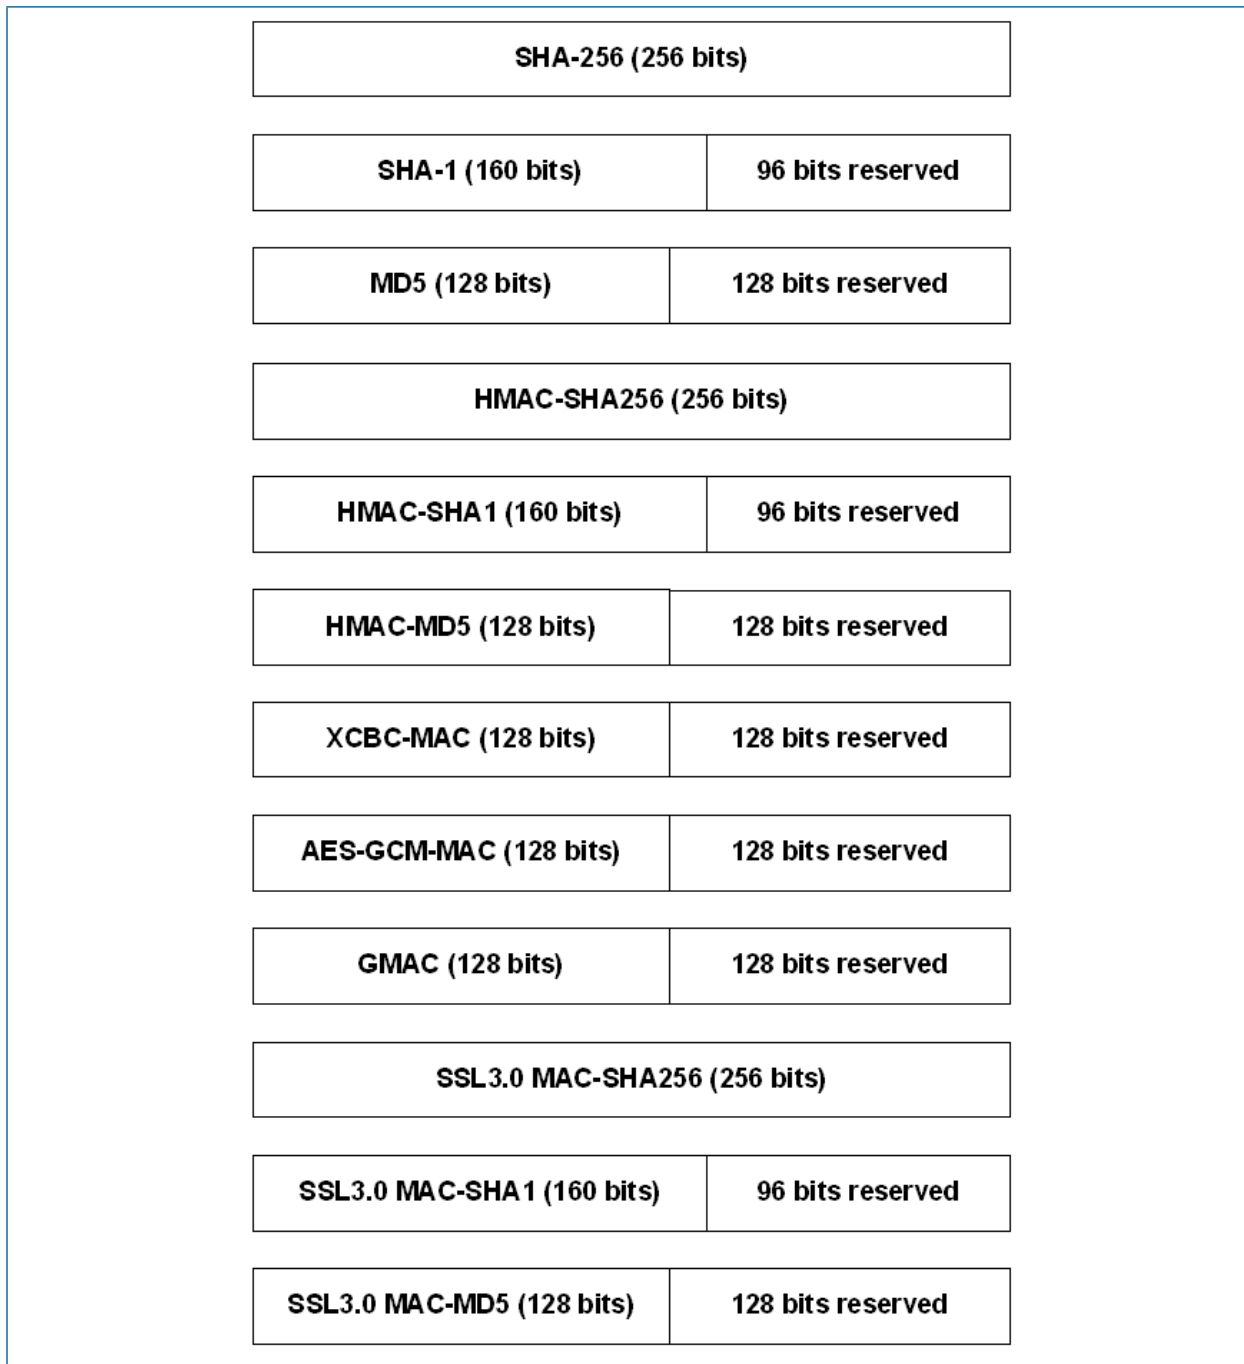 SHA-256 (256 bits)
SHA-1 (160 bits) 96 bits reserved
MD5 (128 bits) 128 bits reserved
HMAC-SHA256 (256 bits)
HMAC-SHA1 (160 bits) 96 bits reserved
HMAC-MD5 (128 bits) 128 bits reserved
XCBC-MAC (128 bits) 128 bits reserved
AES-GCM-MAC (128 bits) 128 bits reserved
GMAC (128 bits) 128 bits reserved
SSL3.0 MAC-SHA256 (256 bits)
SSL3.0 MAC-SHA1 (160 bits) 96 bits reserved
SSL3.0 MAC-MD5 (128 bits) 128 bits reserved